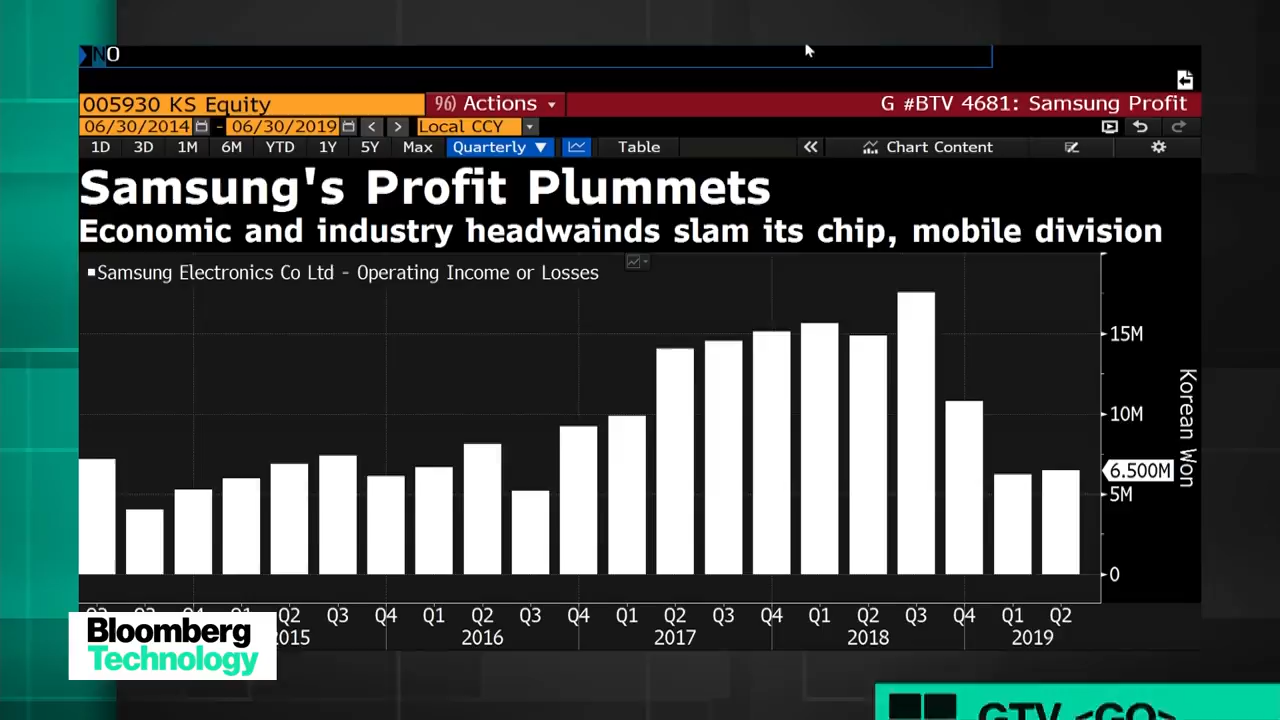 NO
005930 KS Equity
96) Actions
G #BTV 4681: Samsung Profit
06/30/2014 - 06/30/2019
Local CCY
1D 3D 1M 6M YTD 1Y 5Y Max Quarterly ▼ Table
« Chart Content
Samsung's Profit Plummets
Economic and industry headwainds slam its chip, mobile division
Samsung Electronics Co Ltd - Operating Income or Losses
15M
10M
6.500M
5M
0
Korean Won
Q2 Q3 Q4 Q1 Q2 Q3 Q4 Q1 Q2 Q3 Q4 Q1 Q2
2015 2016 2017 2018 2019
Bloomberg
Technology
GTV <GO>